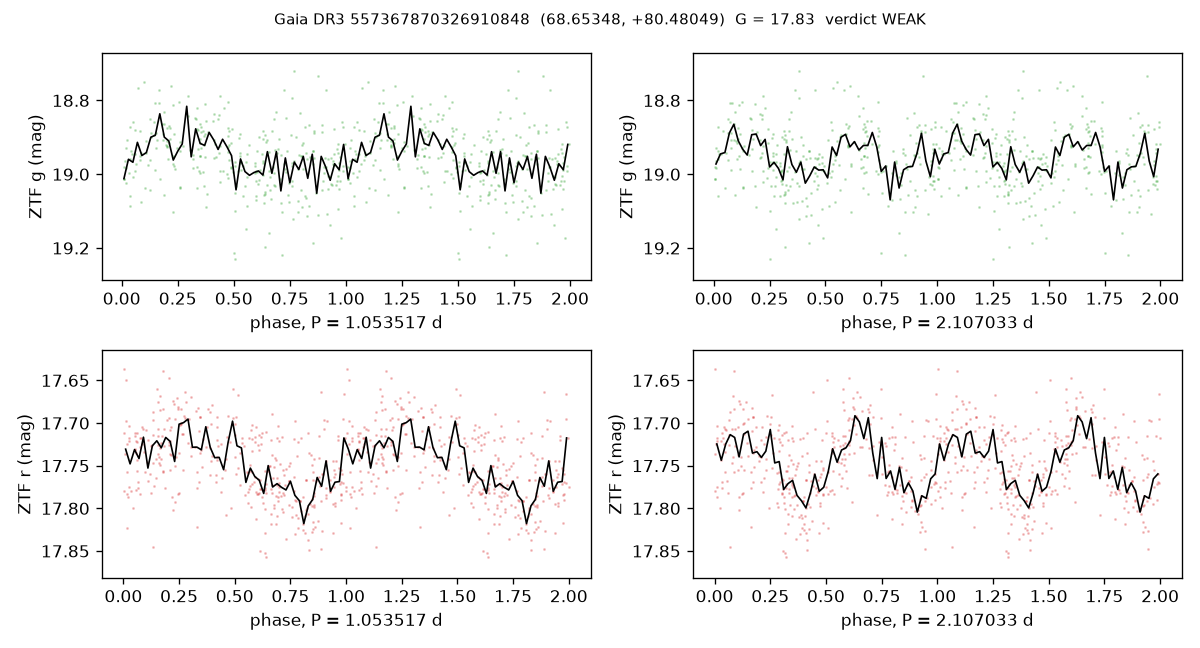 Gaia DR3 557367870326910848  (68.65348, +80.48049)  G = 17.83  verdict WEAK
ZTF g (mag)
18.8
19.0
19.2
0.00 0.25 0.50 0.75 1.00 1.25 1.50 1.75 2.00
phase, P = 1.053517 d
ZTF g (mag)
18.8
19.0
19.2
0.00 0.25 0.50 0.75 1.00 1.25 1.50 1.75 2.00
phase, P = 2.107033 d
ZTF r (mag)
17.65
17.70
17.75
17.80
17.85
0.00 0.25 0.50 0.75 1.00 1.25 1.50 1.75 2.00
phase, P = 1.053517 d
ZTF r (mag)
17.65
17.70
17.75
17.80
17.85
0.00 0.25 0.50 0.75 1.00 1.25 1.50 1.75 2.00
phase, P = 2.107033 d